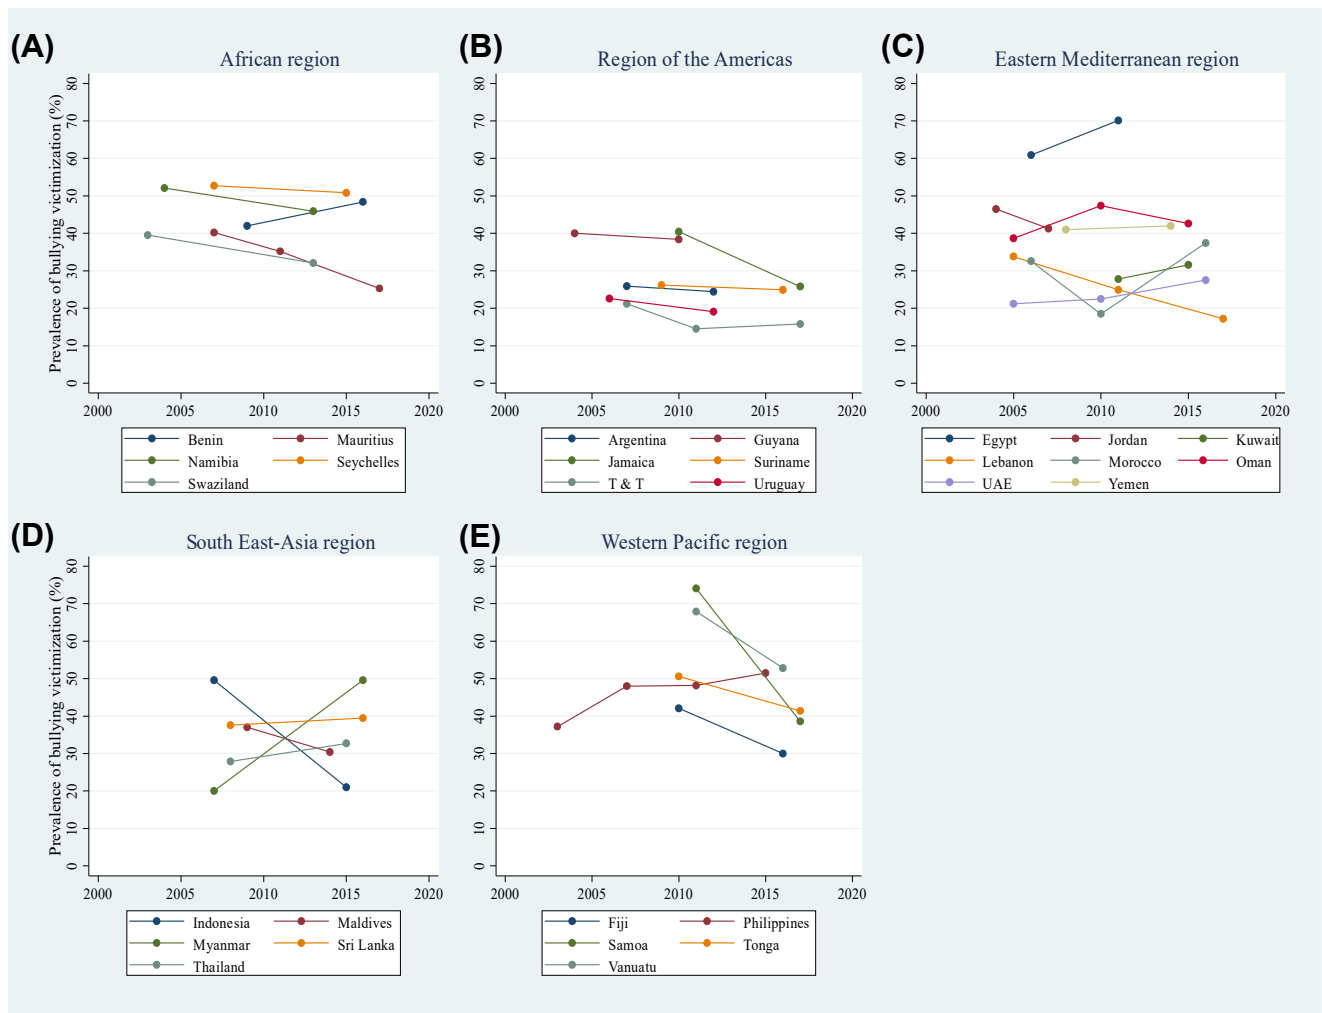 (A)
African region
Prevalence of bullying victimization (%)
80
70
60
50
40
30
20
10
0
2000 2005 2010 2015 2020
Benin Mauritius
Namibia Seychelles
Swaziland
(B)
Region of the Americas
80
70
60
50
40
30
20
10
0
2000 2005 2010 2015 2020
Argentina Guyana
Jamaica Suriname
T & T Uruguay
(C)
Eastern Mediterranean region
80
70
60
50
40
30
20
10
0
2000 2005 2010 2015 2020
Egypt Jordan Kuwait
Lebanon Morocco Oman
UAE Yemen
(D)
South East-Asia region
Prevalence of bullying victimization (%)
80
70
60
50
40
30
20
10
0
2000 2005 2010 2015 2020
Indonesia Maldives
Myanmar Sri Lanka
Thailand
(E)
Western Pacific region
80
70
60
50
40
30
20
10
0
2000 2005 2010 2015 2020
Fiji Philippines
Samoa Tonga
Vanuatu